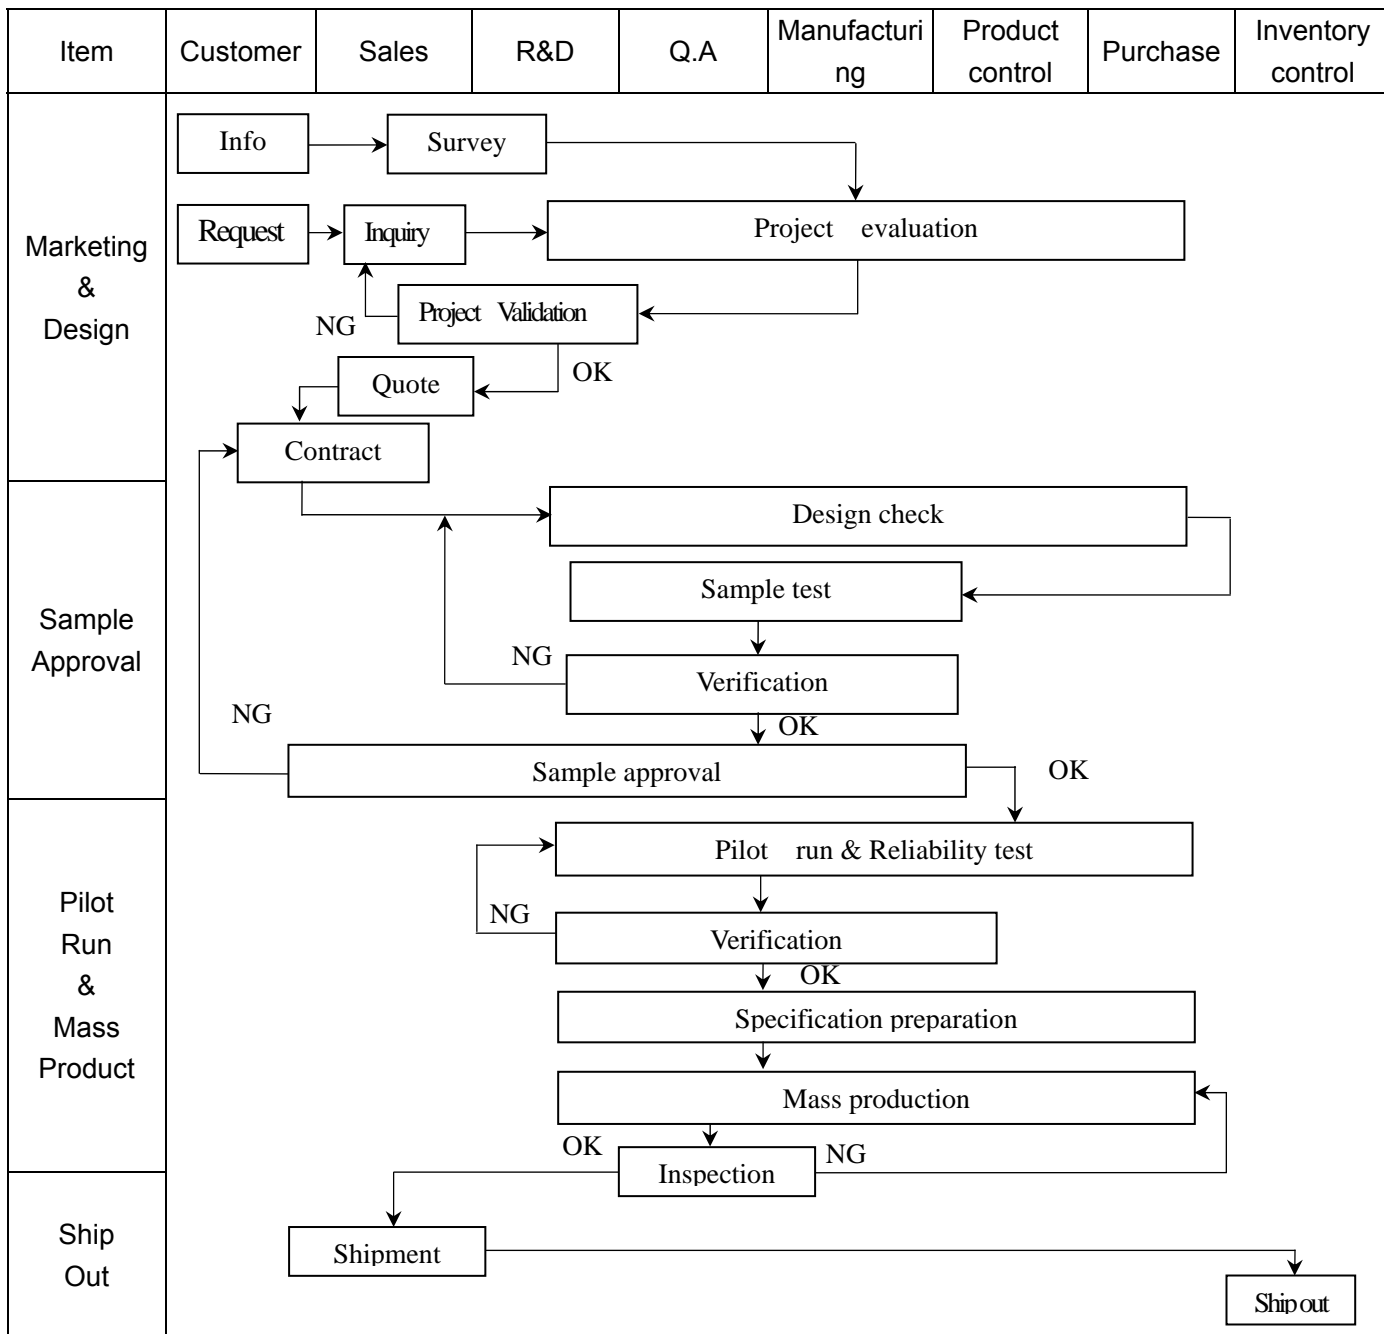 Item
Customer
Sales
R&D
Q.A
Manufacturi
ng
Product
control
Purchase
Inventory
control
Marketing
&
Design
Info
Survey
Request
Inquiry
Project evaluation
NG
Project Validation
OK
Quote
Contract
Sample
Approval
Design check
Sample test
NG
Verification
NG
OK
Sample approval
OK
Pilot
Run
&
Mass
Product
Pilot run & Reliability test
NG
Verification
OK
Specification preparation
Mass production
OK
Inspection
NG
Ship
Out
Shipment
Ship out